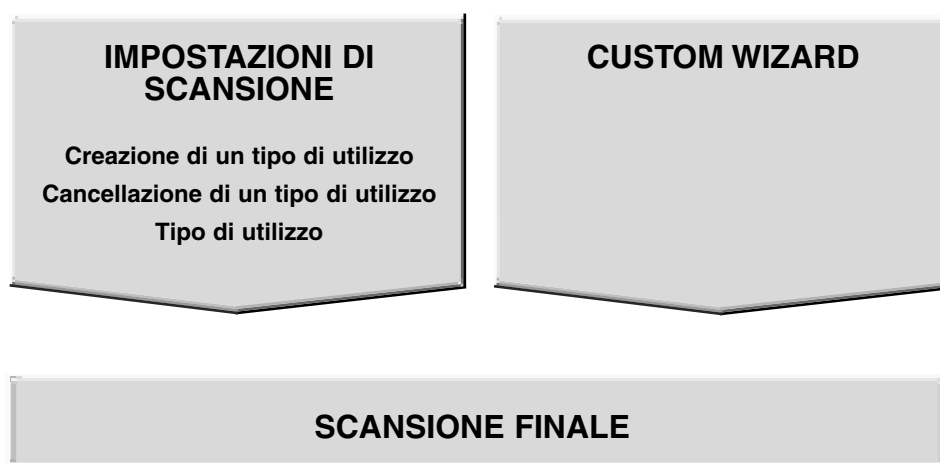 IMPOSTAZIONI DI
SCANSIONE
Creazione di un tipo di utilizzo
Cancellazione di un tipo di utilizzo
Tipo di utilizzo
CUSTOM WIZARD
SCANSIONE FINALE